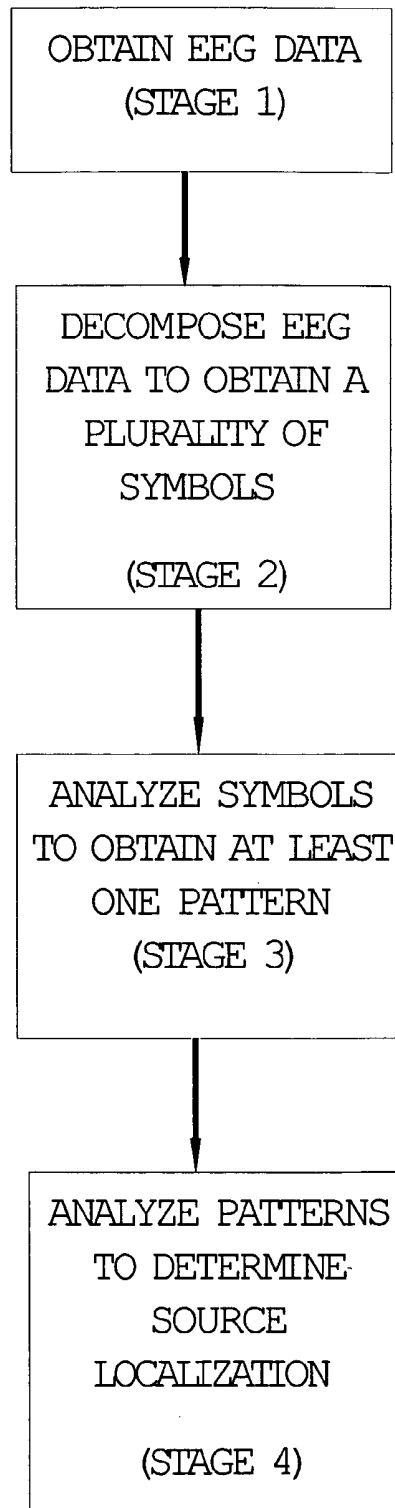 OBTAIN EEG DATA
(STAGE 1)
DECOMPOSE EEG
DATA TO OBTAIN A
PLURALITY OF
SYMBOLS
(STAGE 2)
ANALYZE SYMBOLS
TO OBTAIN AT LEAST
ONE PATTERN
(STAGE 3)
ANALYZE PATTERNS
TO DETERMINE
SOURCE
LOCALIZATION
(STAGE 4)